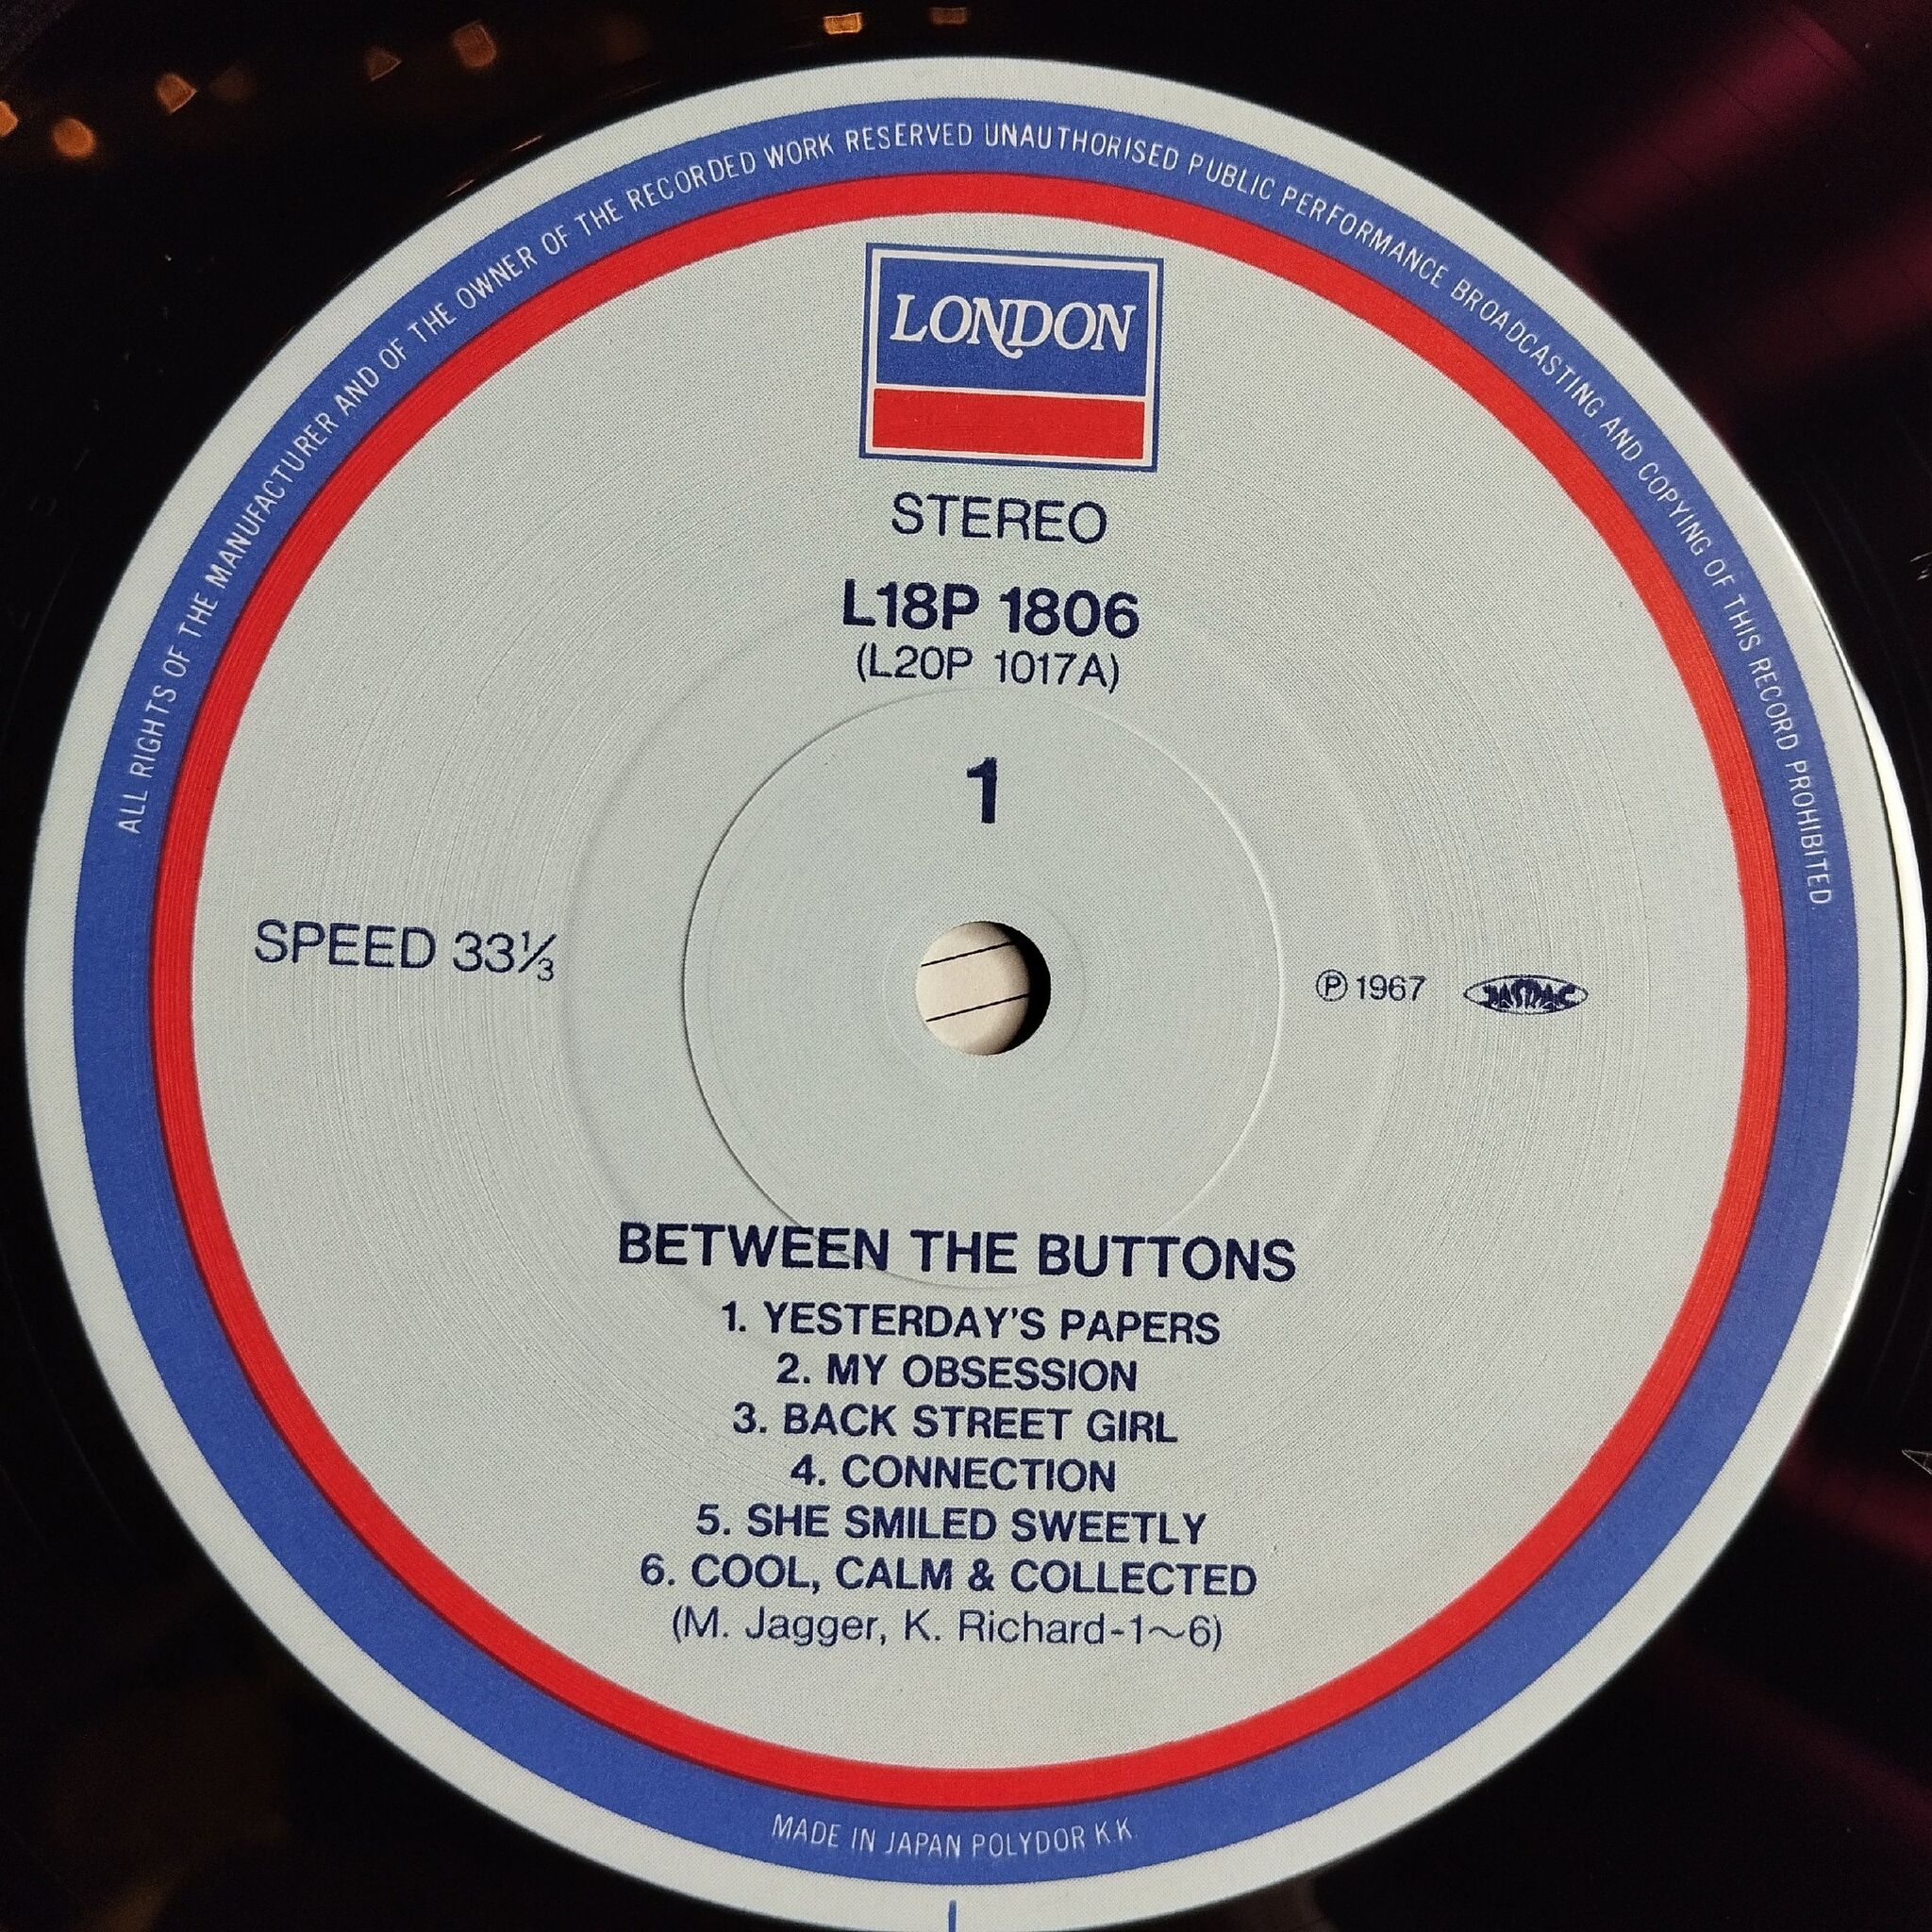 ALL RIGHTS OF THE MANUFACTURER AND OF THE OWNER OF THE RECORDED WORK RESERVED UNAUTHORISED PUBLIC PERFORMANCE BROADCASTING AND COPYING OF THIS RECORD PROHIBITED.
LONDON
STEREO
L18P 1806
(L20P 1017A)
1
SPEED 33⅓
Ⓟ 1967 JASRAC
BETWEEN THE BUTTONS
1. YESTERDAY'S PAPERS
2. MY OBSESSION
3. BACK STREET GIRL
4. CONNECTION
5. SHE SMILED SWEETLY
6. COOL, CALM & COLLECTED
(M. Jagger, K. Richard-1~6)
MADE IN JAPAN POLYDOR K.K.